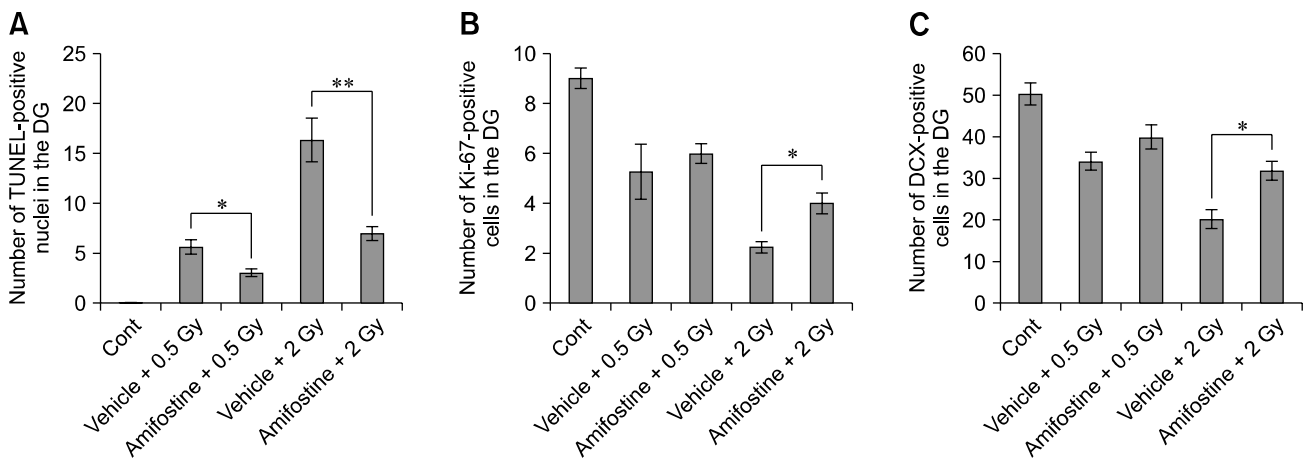 A
Number of TUNEL-positive
nuclei in the DG
25
20
15
10
5
0
**
*
Cont
Vehicle + 0.5 Gy
Amifostine + 0.5 Gy
Vehicle + 2 Gy
Amifostine + 2 Gy
B
Number of Ki-67-positive
cells in the DG
10
8
6
4
2
0
*
Cont
Vehicle + 0.5 Gy
Amifostine + 0.5 Gy
Vehicle + 2 Gy
Amifostine + 2 Gy
C
Number of DCX-positive
cells in the DG
60
50
40
30
20
10
0
*
Cont
Vehicle + 0.5 Gy
Amifostine + 0.5 Gy
Vehicle + 2 Gy
Amifostine + 2 Gy